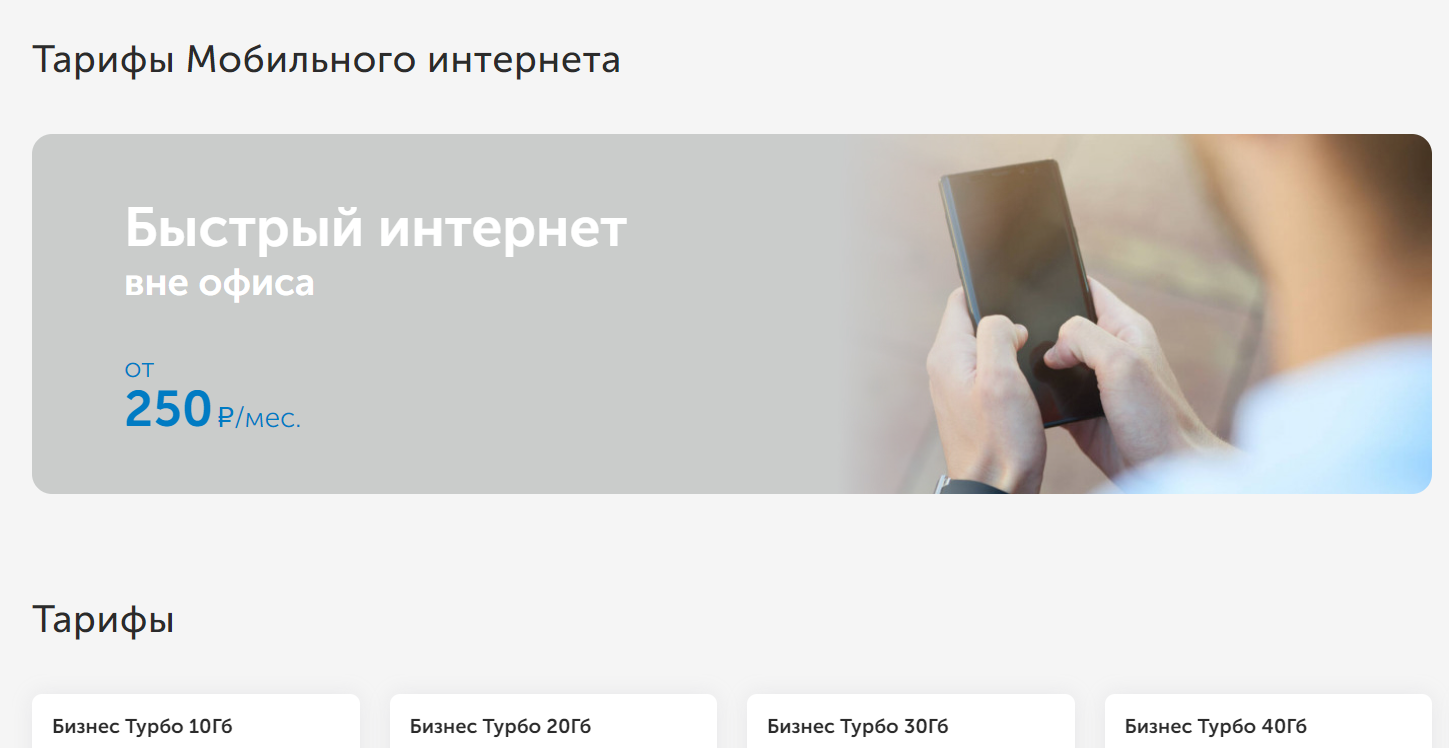 Тарифы Мобильного интернета
Быстрый интернет
вне офиса
от
250 ₽/мес.
Тарифы
Бизнес Турбо 10Гб
Бизнес Турбо 20Гб
Бизнес Турбо 30Гб
Бизнес Турбо 40Гб